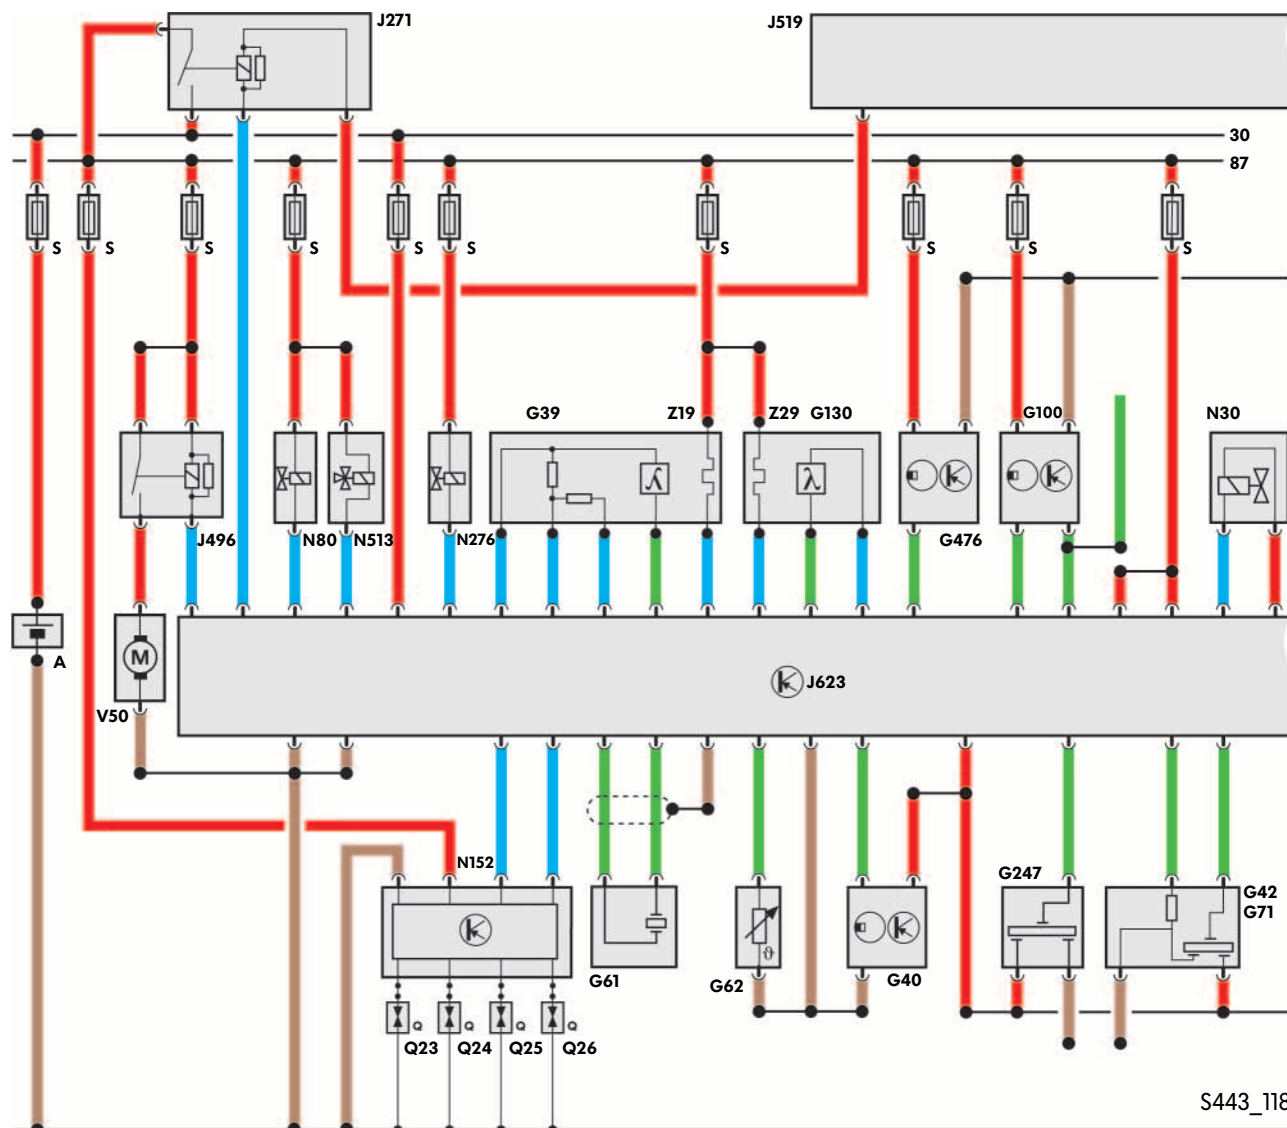 J271
J519
30
87
S S S S S S S S S S
G39 Z19 Z29 G130 G100 N30
λ λ
J496 N80 N513 N276 G476
A M J623
V50
N152 G247 G42
G71
ϑ
G61 G62 G40
Q Q Q Q
Q23 Q24 Q25 Q26
S443_118